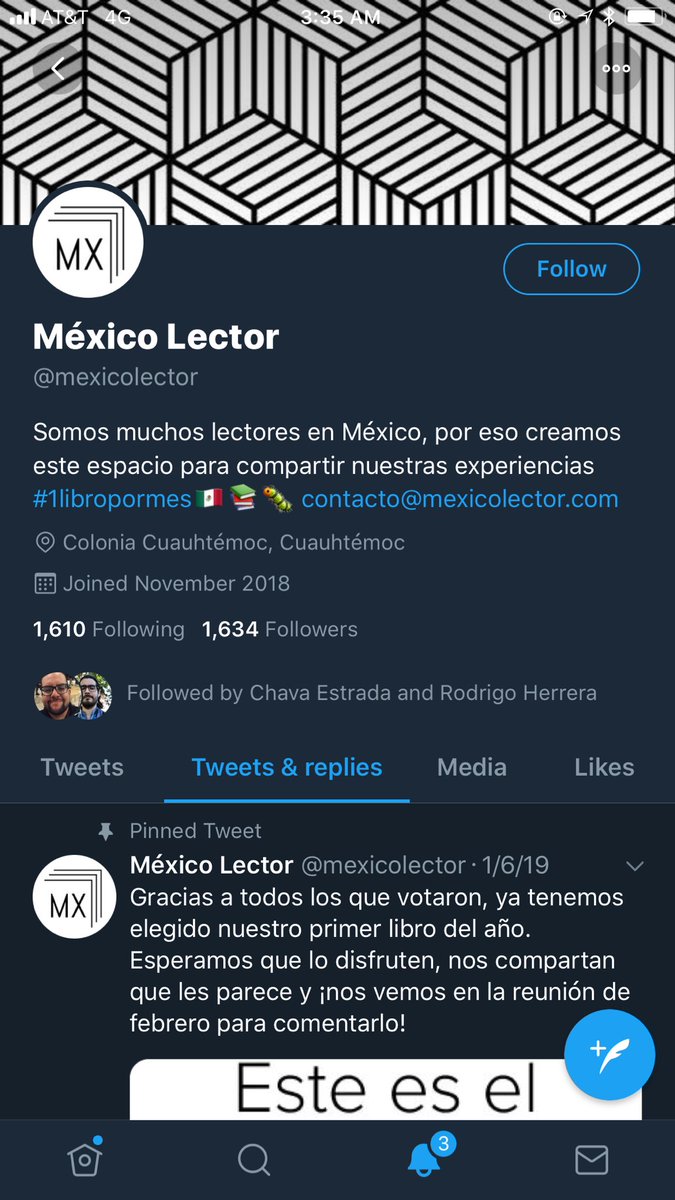 AT&T 4G 3:35 AM
MX
Follow
México Lector
@mexicolector
Somos muchos lectores en México, por eso creamos
este espacio para compartir nuestras experiencias
#1libropormes🇲🇽📚🐛 contacto@mexicolector.com
Colonia Cuauhtémoc, Cuauhtémoc
Joined November 2018
1,610 Following 1,634 Followers
Followed by Chava Estrada and Rodrigo Herrera
Tweets Tweets & replies Media Likes
Pinned Tweet
México Lector @mexicolector · 1/6/19
MX
Gracias a todos los que votaron, ya tenemos
elegido nuestro primer libro del año.
Esperamos que lo disfruten, nos compartan
que les parece y ¡nos vemos en la reunión de
febrero para comentarlo!
Este es el
3